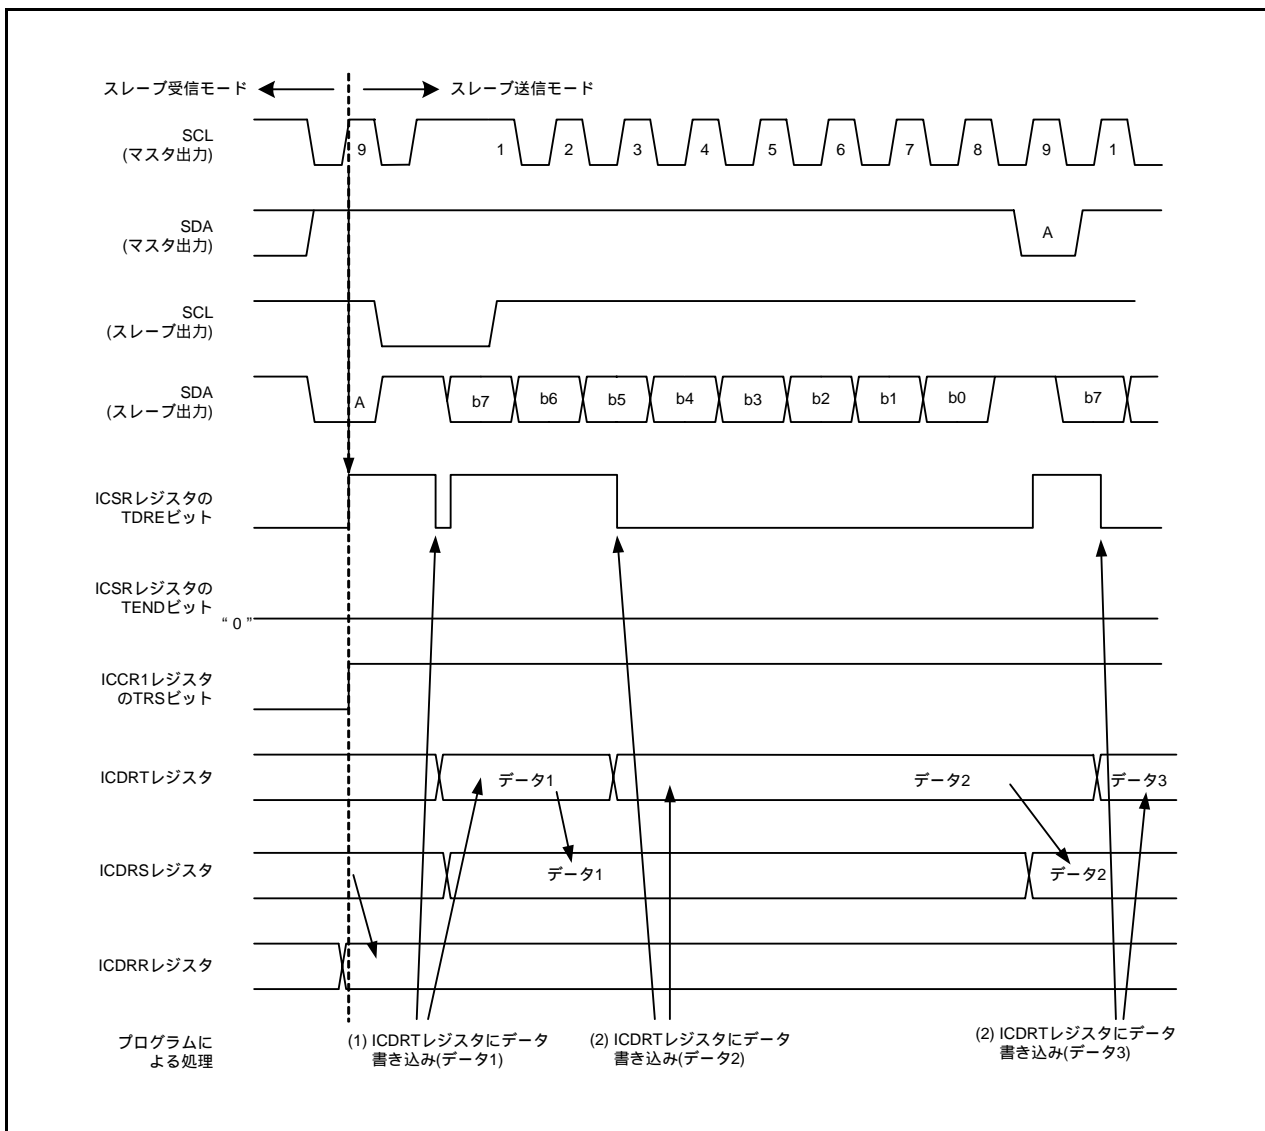 スレーブ受信モード
スレーブ送信モード
SCL
(マスタ出力)
9
1
2
3
4
5
6
7
8
9
1
SDA
(マスタ出力)
A
SCL
(スレーブ出力)
SDA
(スレーブ出力)
A
b7
b6
b5
b4
b3
b2
b1
b0
b7
ICSRレジスタの
TDREビット
ICSRレジスタの
TENDビット
“ 0 ”
ICCR1レジスタ
のTRSビット
ICDRTレジスタ
データ1
データ2
データ3
ICDRSレジスタ
データ1
データ2
ICDRRレジスタ
プログラムに
よる処理
(1) ICDRTレジスタにデータ
書き込み(データ1)
(2) ICDRTレジスタにデータ
書き込み(データ2)
(2) ICDRTレジスタにデータ
書き込み(データ3)